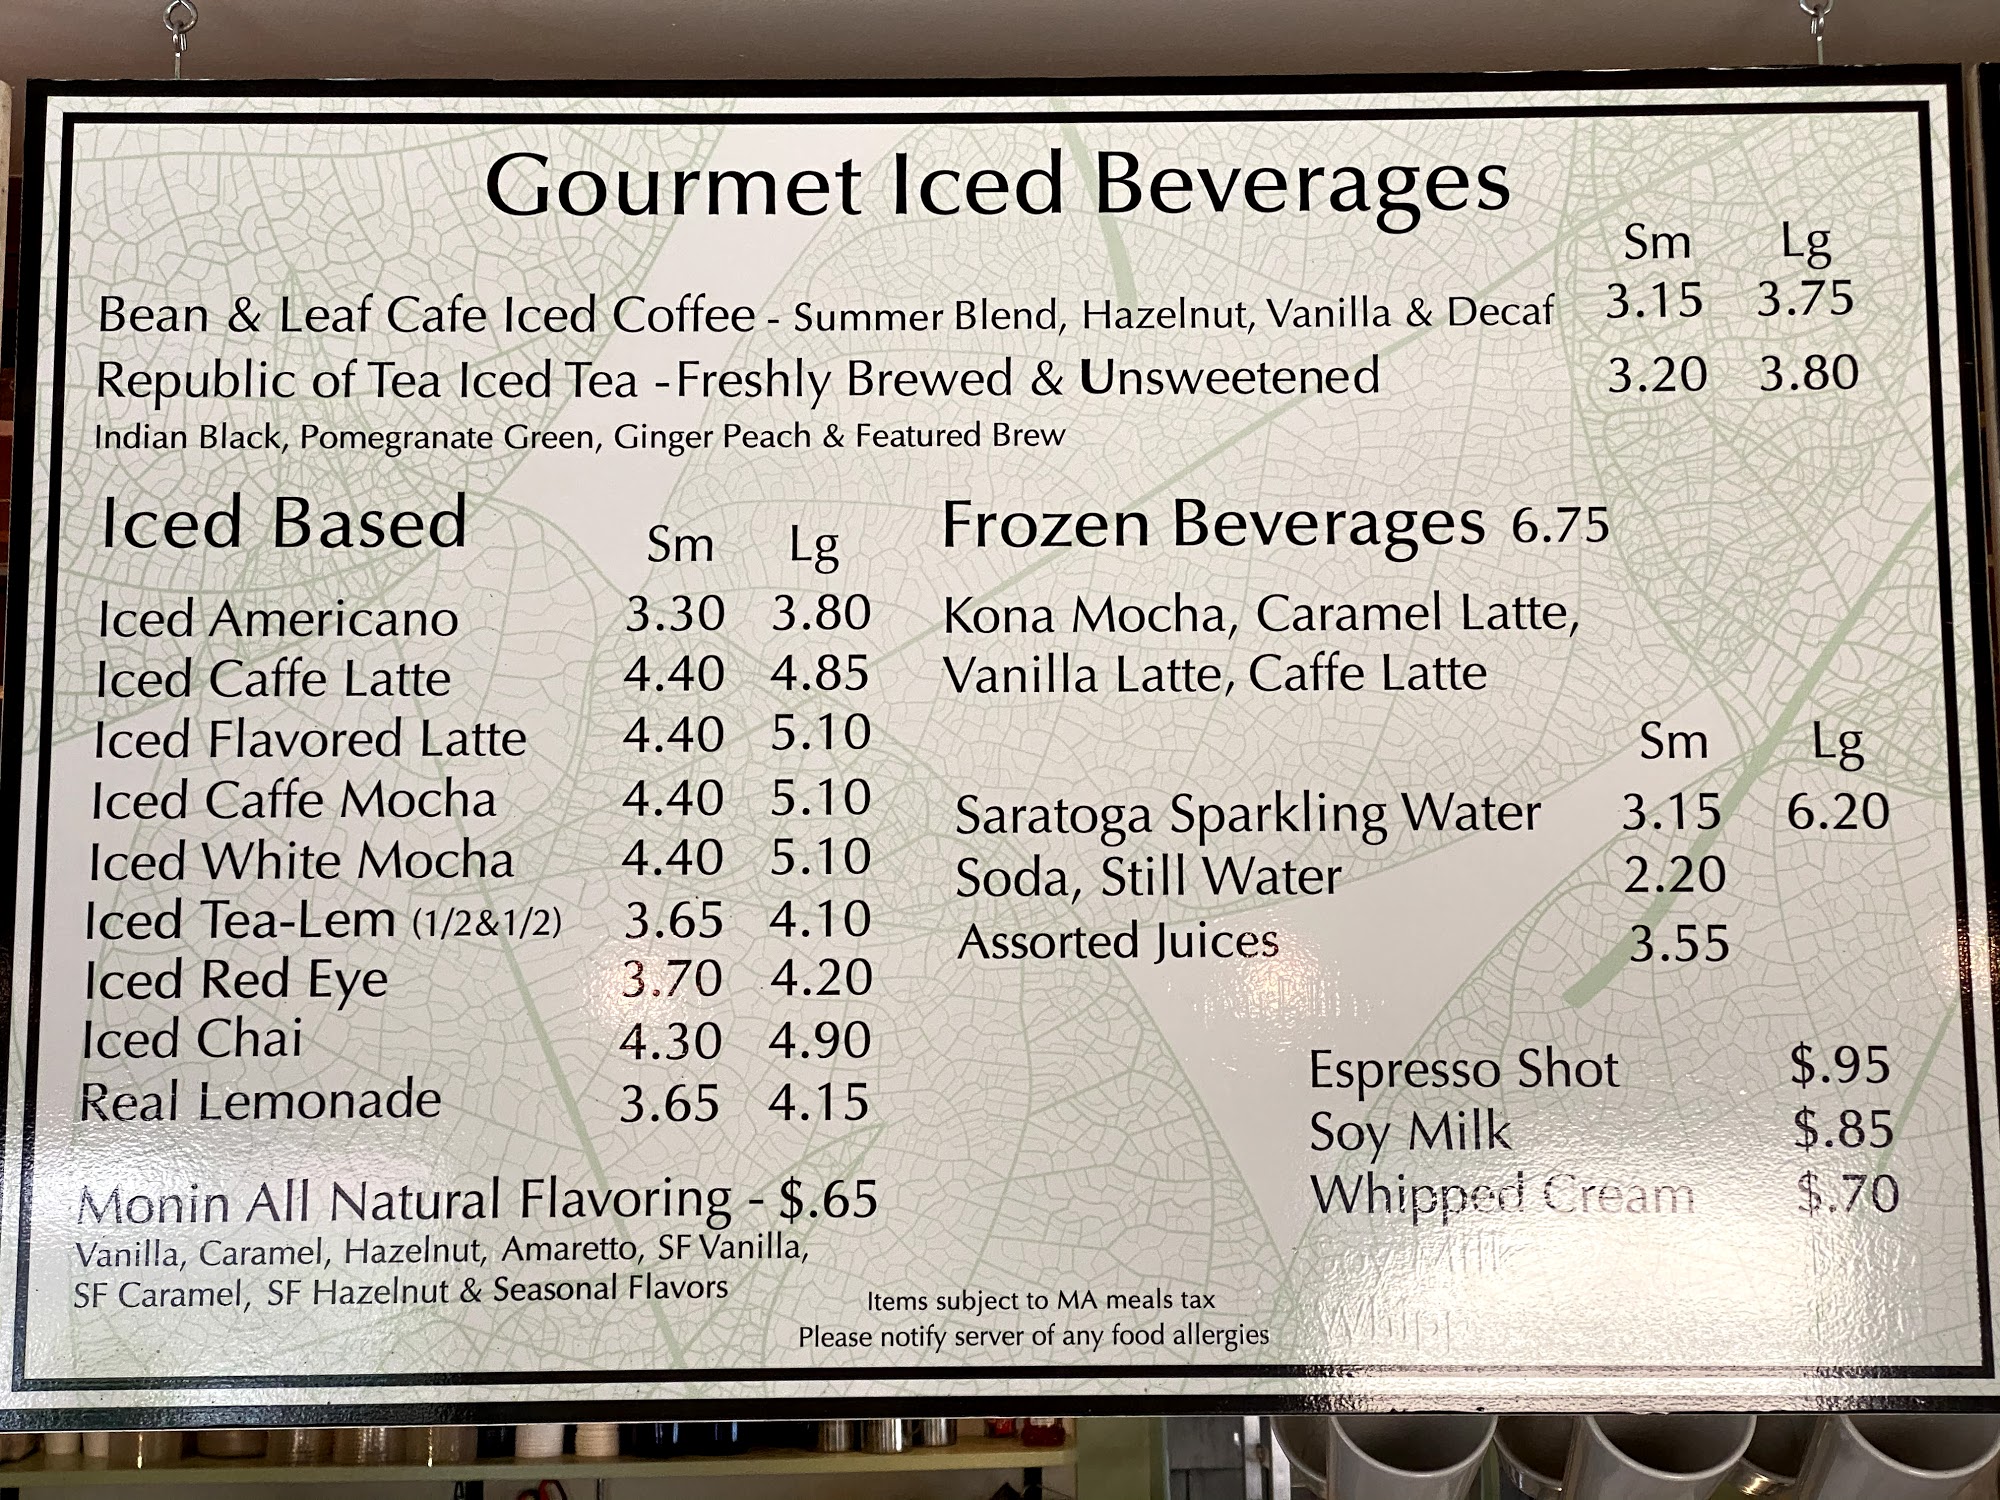 Gourmet Iced Beverages
Sm Lg
Bean & Leaf Cafe Iced Coffee - Summer Blend, Hazelnut, Vanilla & Decaf 3.15 3.75
Republic of Tea Iced Tea -Freshly Brewed & Unsweetened 3.20 3.80
Indian Black, Pomegranate Green, Ginger Peach & Featured Brew
Iced Based Sm Lg
Iced Americano 3.30 3.80
Iced Caffe Latte 4.40 4.85
Iced Flavored Latte 4.40 5.10
Iced Caffe Mocha 4.40 5.10
Iced White Mocha 4.40 5.10
Iced Tea-Lem (1/2&1/2) 3.65 4.10
Iced Red Eye 3.70 4.20
Iced Chai 4.30 4.90
Real Lemonade 3.65 4.15
Monin All Natural Flavoring - $.65
Vanilla, Caramel, Hazelnut, Amaretto, SF Vanilla,
SF Caramel, SF Hazelnut & Seasonal Flavors
Frozen Beverages 6.75
Kona Mocha, Caramel Latte,
Vanilla Latte, Caffe Latte
Sm Lg
Saratoga Sparkling Water 3.15 6.20
Soda, Still Water 2.20
Assorted Juices 3.55
Espresso Shot $.95
Soy Milk $.85
Whipped Cream $.70
Items subject to MA meals tax
Please notify server of any food allergies